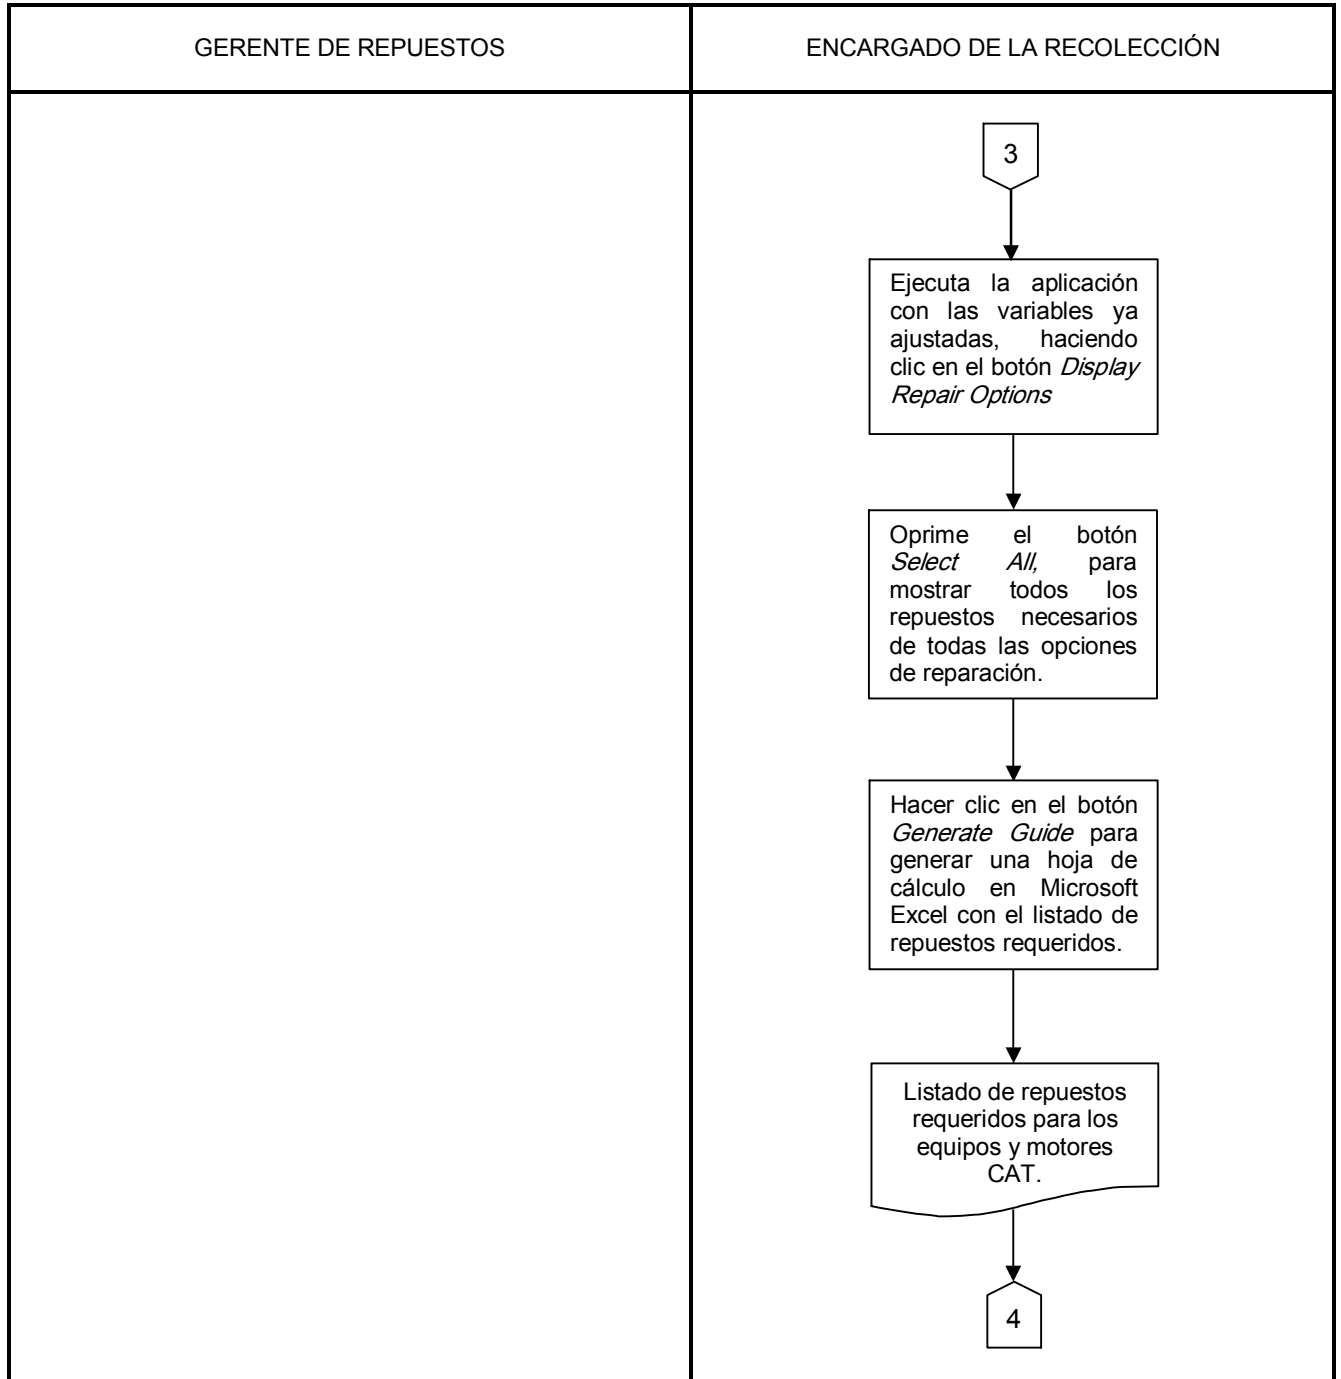 GERENTE DE REPUESTOS
ENCARGADO DE LA RECOLECCIÓN
3
Ejecuta la aplicación
con las variables ya
ajustadas, haciendo
clic en el botón Display
Repair Options
Oprime el botón
Select All, para
mostrar todos los
repuestos necesarios
de todas las opciones
de reparación.
Hacer clic en el botón
Generate Guide para
generar una hoja de
cálculo en Microsoft
Excel con el listado de
repuestos requeridos.
Listado de repuestos
requeridos para los
equipos y motores
CAT.
4